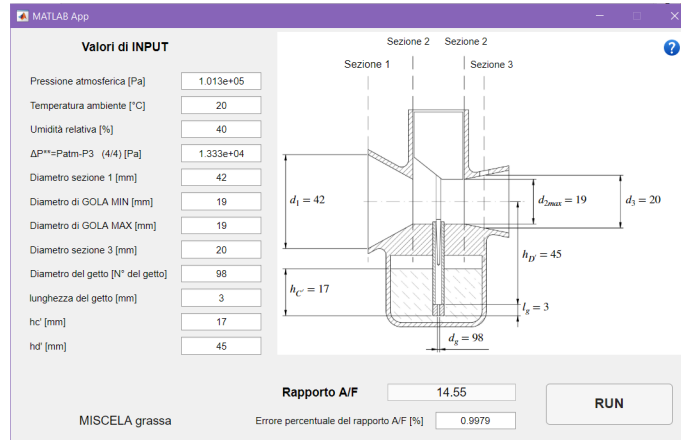 MATLAB App
Valori di INPUT
Pressione atmosferica [Pa] 1.013e+05
Temperatura ambiente [°C] 20
Umidità relativa [%] 40
ΔP**=Patm-P3 (4/4) [Pa] 1.333e+04
Diametro sezione 1 [mm] 42
Diametro di GOLA MIN [mm] 19
Diametro di GOLA MAX [mm] 19
Diametro sezione 3 [mm] 20
Diametro del getto [N° del getto] 98
lunghezza del getto [mm] 3
hc' [mm] 17
hd' [mm] 45
Sezione 2 Sezione 2
Sezione 1 Sezione 3
?
d1 = 42
d2max = 19
d3 = 20
hD' = 45
hC' = 17
lg = 3
dg = 98
Rapporto A/F 14.55
RUN
MISCELA grassa
Errore percentuale del rapporto A/F [%] 0.9979